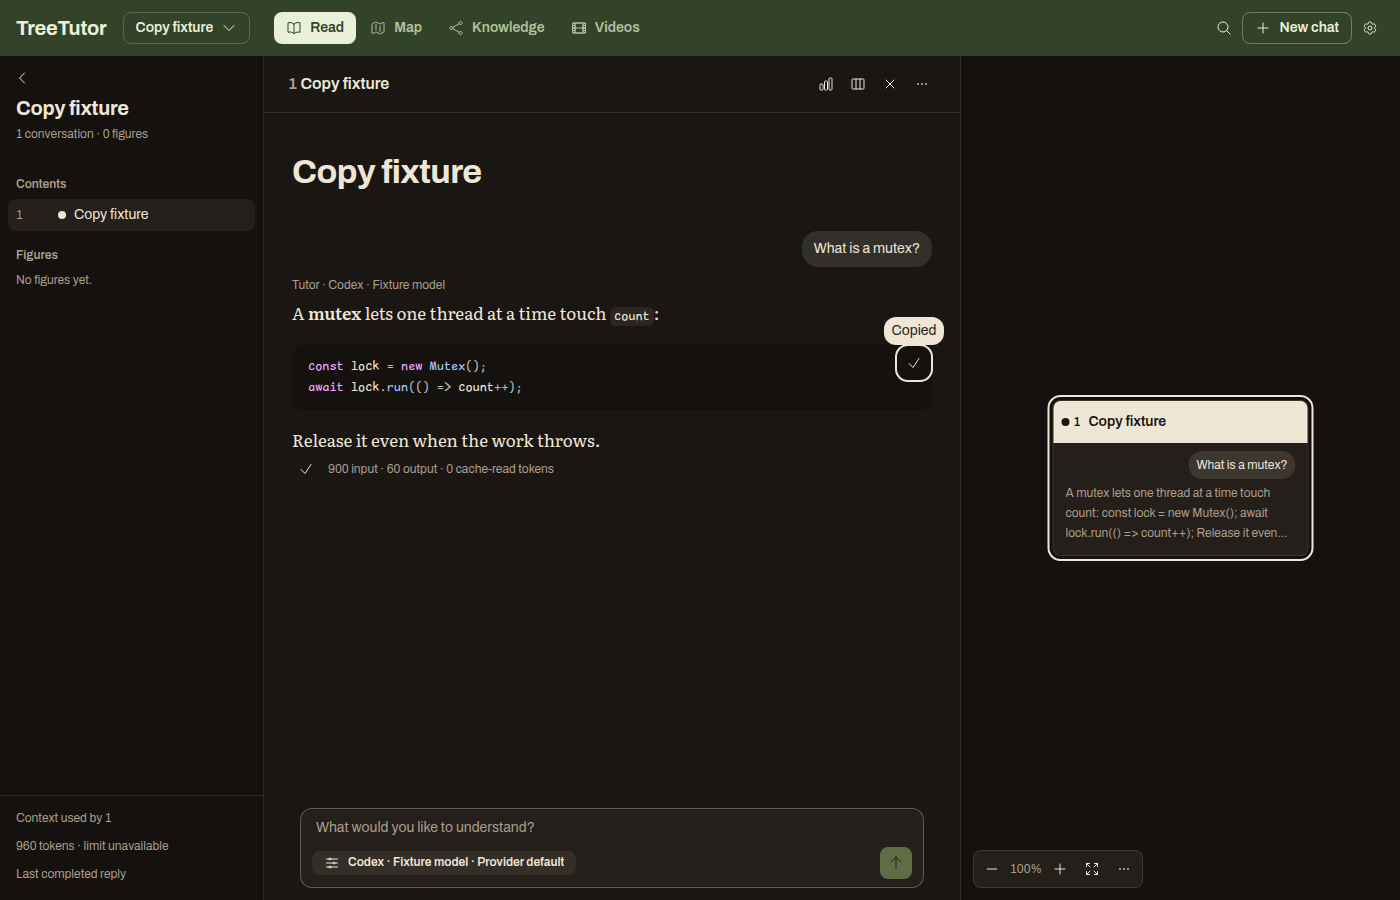 TreeTutor
Copy fixture
Read
Map
Knowledge
Videos
New chat
Copy fixture
1 conversation · 0 figures
Contents
1 Copy fixture
Figures
No figures yet.
Context used by 1
960 tokens · limit unavailable
Last completed reply
1 Copy fixture
Copy fixture
What is a mutex?
Tutor · Codex · Fixture model
A mutex lets one thread at a time touch count:
Copied
const lock = new Mutex();
await lock.run(() => count++);
Release it even when the work throws.
900 input · 60 output · 0 cache-read tokens
What would you like to understand?
Codex · Fixture model · Provider default
1 Copy fixture
What is a mutex?
A mutex lets one thread at a time touch
count: const lock = new Mutex(); await
lock.run(() => count++); Release it even...
100%